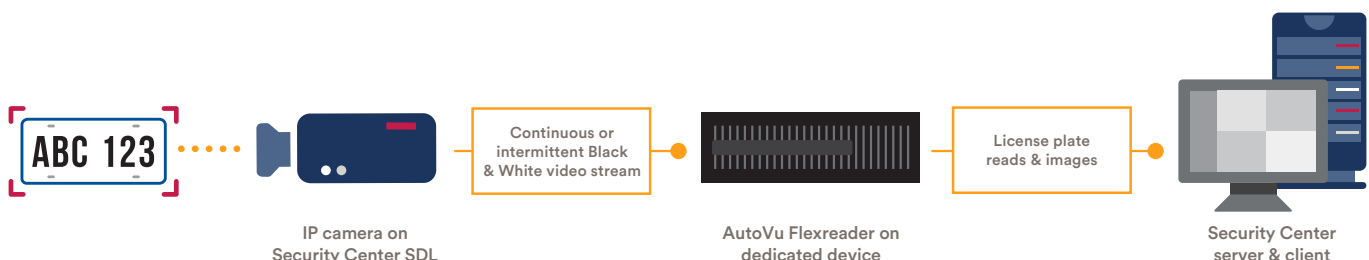 ABC 123
Continuous or
intermittent Black
& White video stream
License plate
reads & images
IP camera on
Security Center SDL
AutoVu Flexreader on
dedicated device
Security Center
server & client